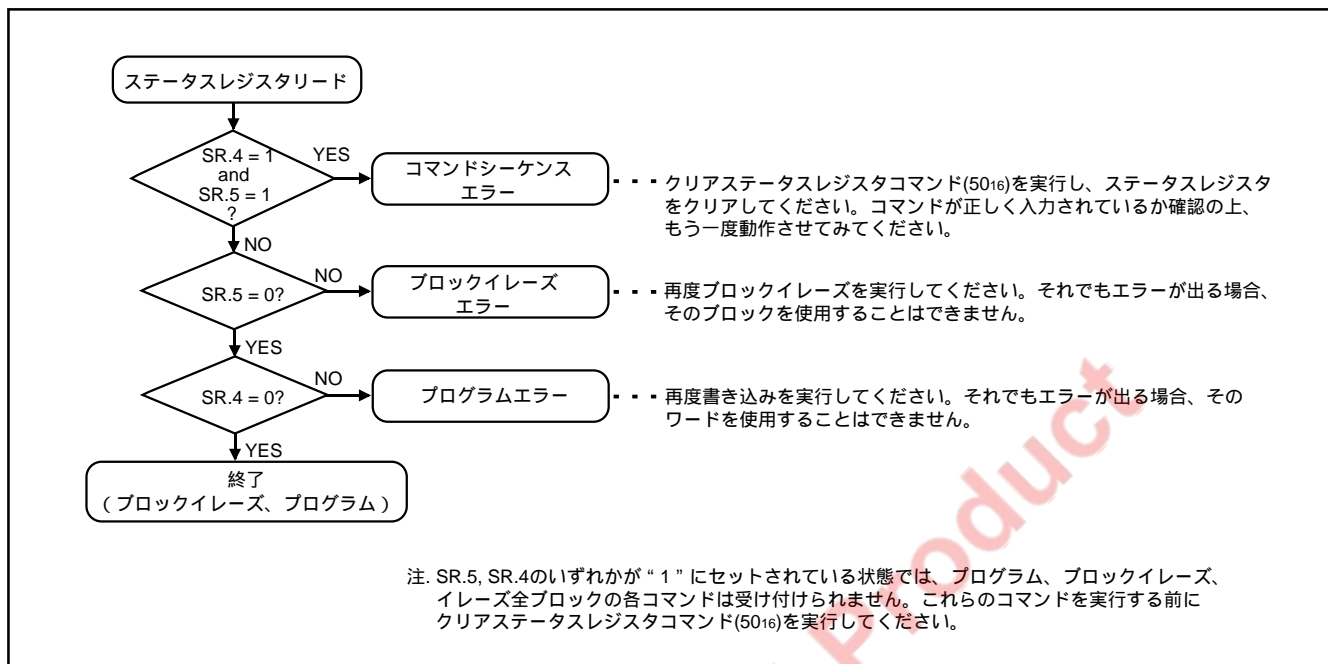 ステータスレジスタリード
SR.4 = 1
and
SR.5 = 1
?
YES
コマンドシーケンス
エラー
クリアステータスレジスタコマンド(50₁₆)を実行し、ステータスレジスタ
をクリアしてください。コマンドが正しく入力されているか確認の上、
もう一度動作させてみてください。
NO
SR.5 = 0?
NO
ブロックイレーズ
エラー
再度ブロックイレーズを実行してください。それでもエラーが出る場合、
そのブロックを使用することはできません。
YES
SR.4 = 0?
NO
プログラムエラー
再度書き込みを実行してください。それでもエラーが出る場合、その
ワードを使用することはできません。
YES
終了
（ブロックイレーズ、プログラム）
注. SR.5, SR.4のいずれかが“1”にセットされている状態では、プログラム、ブロックイレーズ、
イレーズ全ブロックの各コマンドは受け付けられません。これらのコマンドを実行する前に
クリアステータスレジスタコマンド(50₁₆)を実行してください。
Product